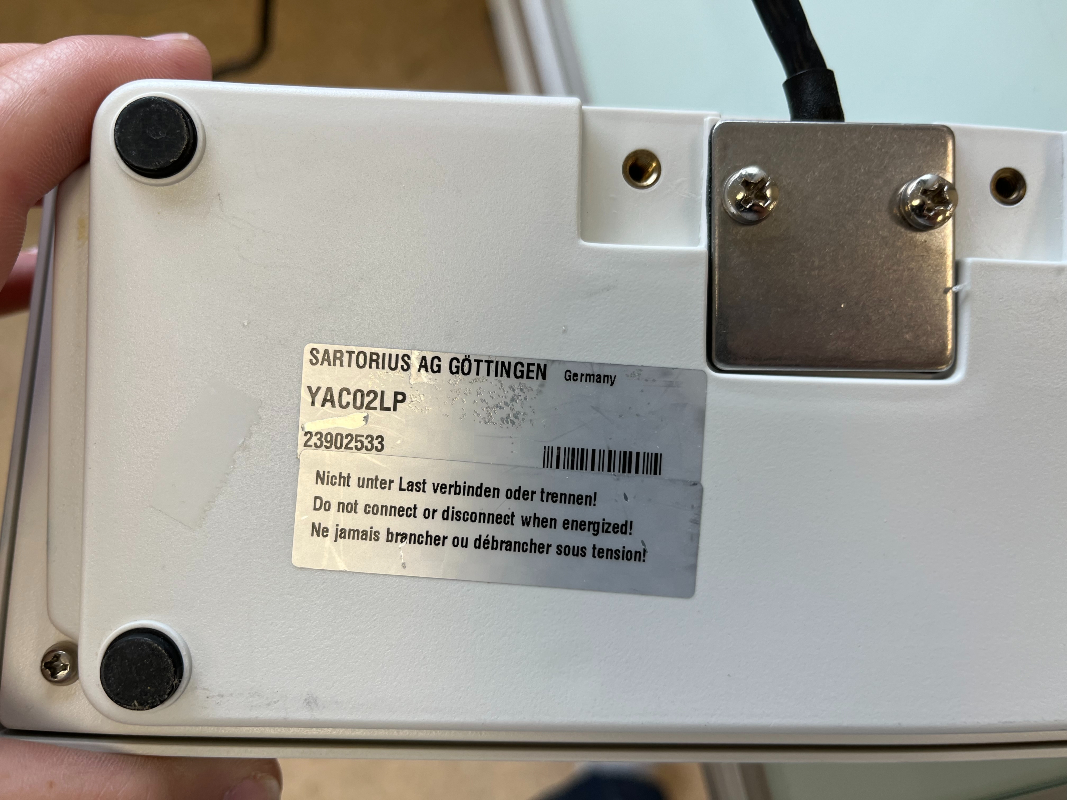 SARTORIUS AG GÖTTINGEN Germany
YAC02LP
23902533
Nicht unter Last verbinden oder trennen!
Do not connect or disconnect when energized!
Ne jamais brancher ou débrancher sous tension!